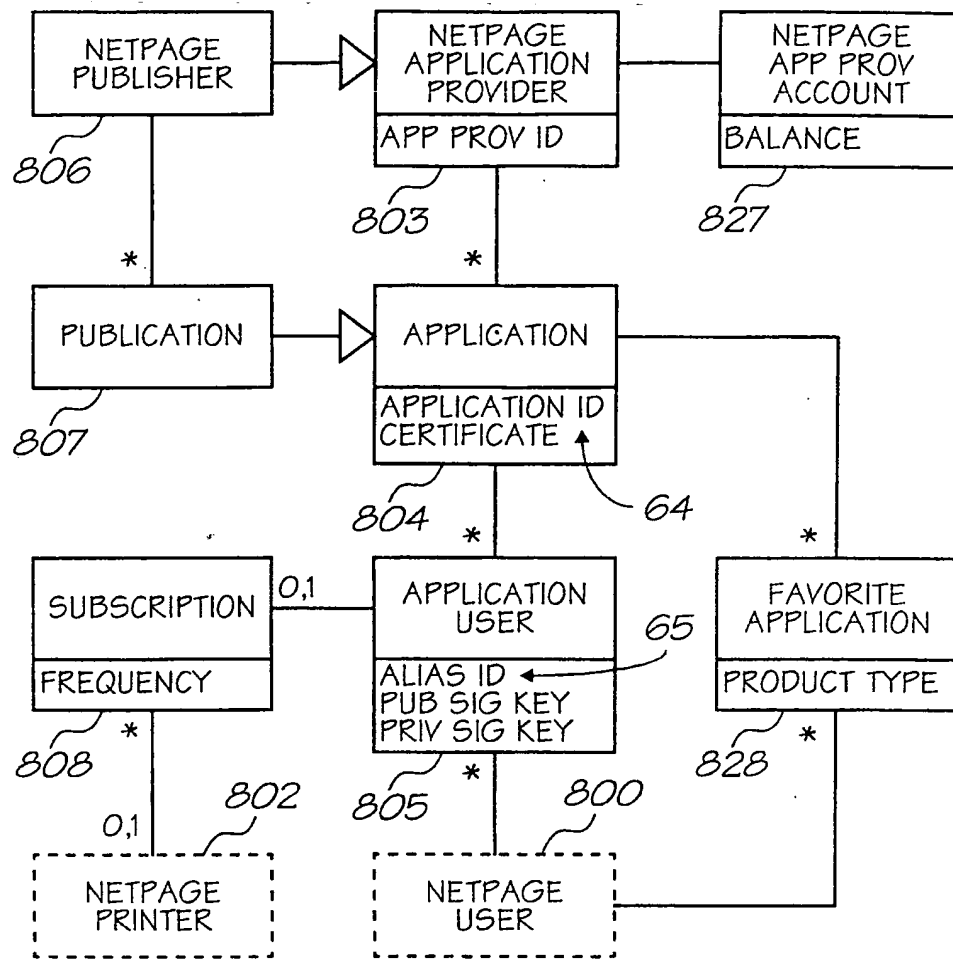 NETPAGE
PUBLISHER
806
NETPAGE
APPLICATION
PROVIDER
APP PROV ID
803
NETPAGE
APP PROV
ACCOUNT
BALANCE
827
*
*
PUBLICATION
807
APPLICATION
APPLICATION ID
CERTIFICATE
804
64
*
*
SUBSCRIPTION
FREQUENCY
808
0,1
APPLICATION
USER
ALIAS ID
PUB SIG KEY
PRIV SIG KEY
805
65
FAVORITE
APPLICATION
PRODUCT TYPE
828
*
*
*
802
800
0,1
NETPAGE
PRINTER
NETPAGE
USER